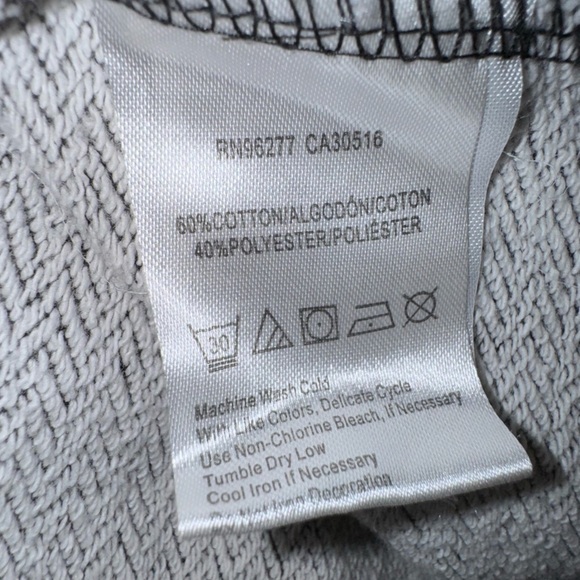 RN96277 CA30516
60%COTTON/ALGODÓN/COTON
40%POLYESTER/POLIÉSTER
30
Machine Wash Cold
With Like Colors, Delicate Cycle
Use Non-Chlorine Bleach, If Necessary
Tumble Dry Low
Cool Iron If Necessary
Decoration